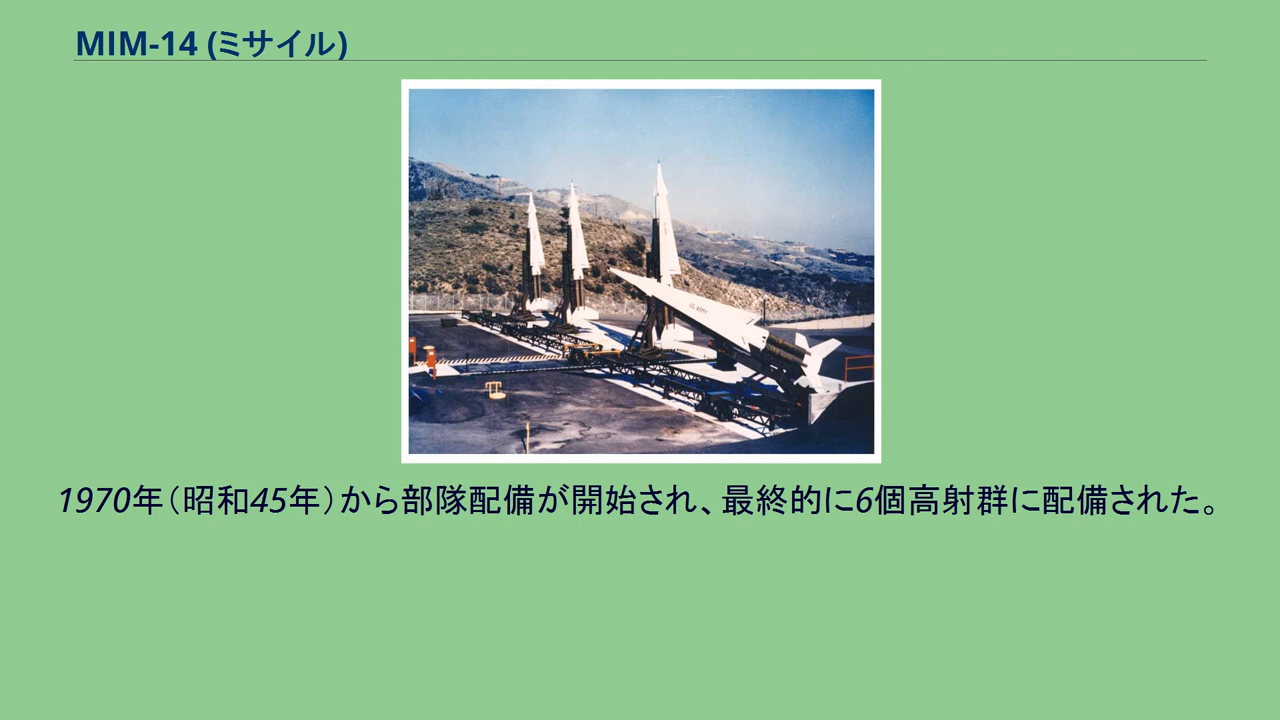 MIM-14 (ミサイル)
1970年（昭和45年）から部隊配備が開始され、最終的に6個高射群に配備された。